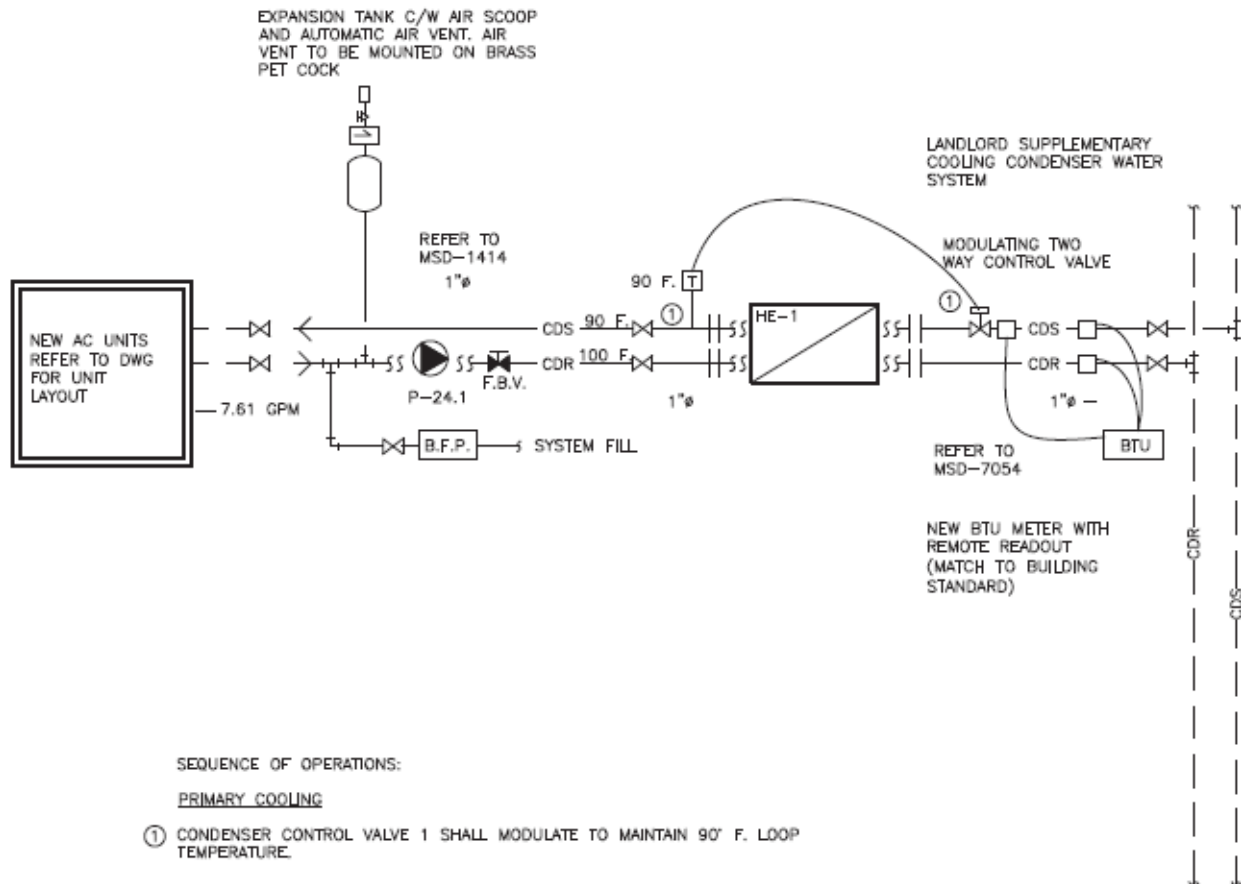 EXPANSION TANK C/W AIR SCOOP
AND AUTOMATIC AIR VENT. AIR
VENT TO BE MOUNTED ON BRASS
PET COCK
LANDLORD SUPPLEMENTARY
COOLING CONDENSER WATER
SYSTEM
REFER TO
MSD-1414
1"ø
MODULATING TWO
WAY CONTROL VALVE
90 F.
T
1
1
NEW AC UNITS
REFER TO DWG
FOR UNIT
LAYOUT
CDS
90 F.
HE-1
CDS
CDR
100 F.
CDR
F.B.V.
P-24.1
7.61 GPM
1"ø
1"ø
B.F.P.
SYSTEM FILL
REFER TO
MSD-7054
BTU
NEW BTU METER WITH
REMOTE READOUT
(MATCH TO BUILDING
STANDARD)
CDR
CDS
SEQUENCE OF OPERATIONS:
PRIMARY COOLING
1 CONDENSER CONTROL VALVE 1 SHALL MODULATE TO MAINTAIN 90° F. LOOP
TEMPERATURE.